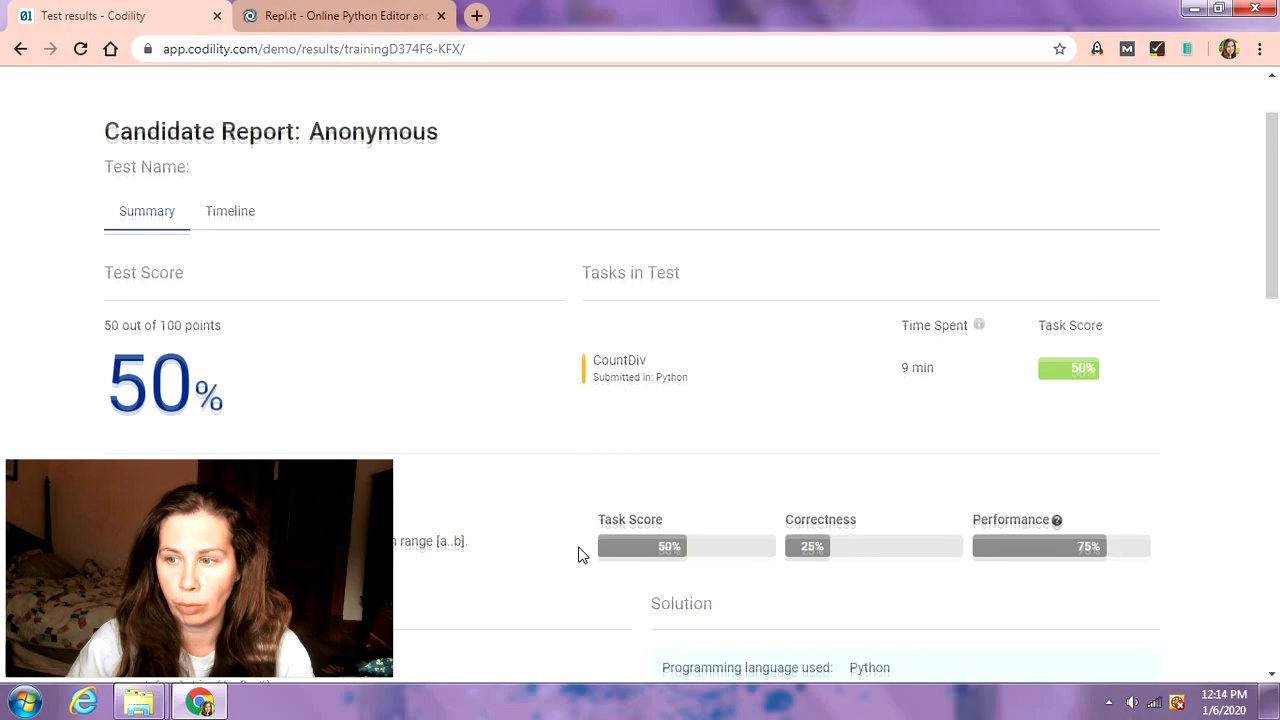 Test results - Codility
Repl.it - Online Python Editor and
app.codility.com/demo/results/trainingD374F6-KFX/
Candidate Report: Anonymous
Test Name:
Summary Timeline
Test Score
Tasks in Test
50 out of 100 points
Time Spent Task Score
50%
CountDiv
Submitted in: Python
9 min
50%
Task Score Correctness Performance
n range [a..b].
50% 25% 75%
Solution
Programming language used: Python
12:14 PM
1/6/2020